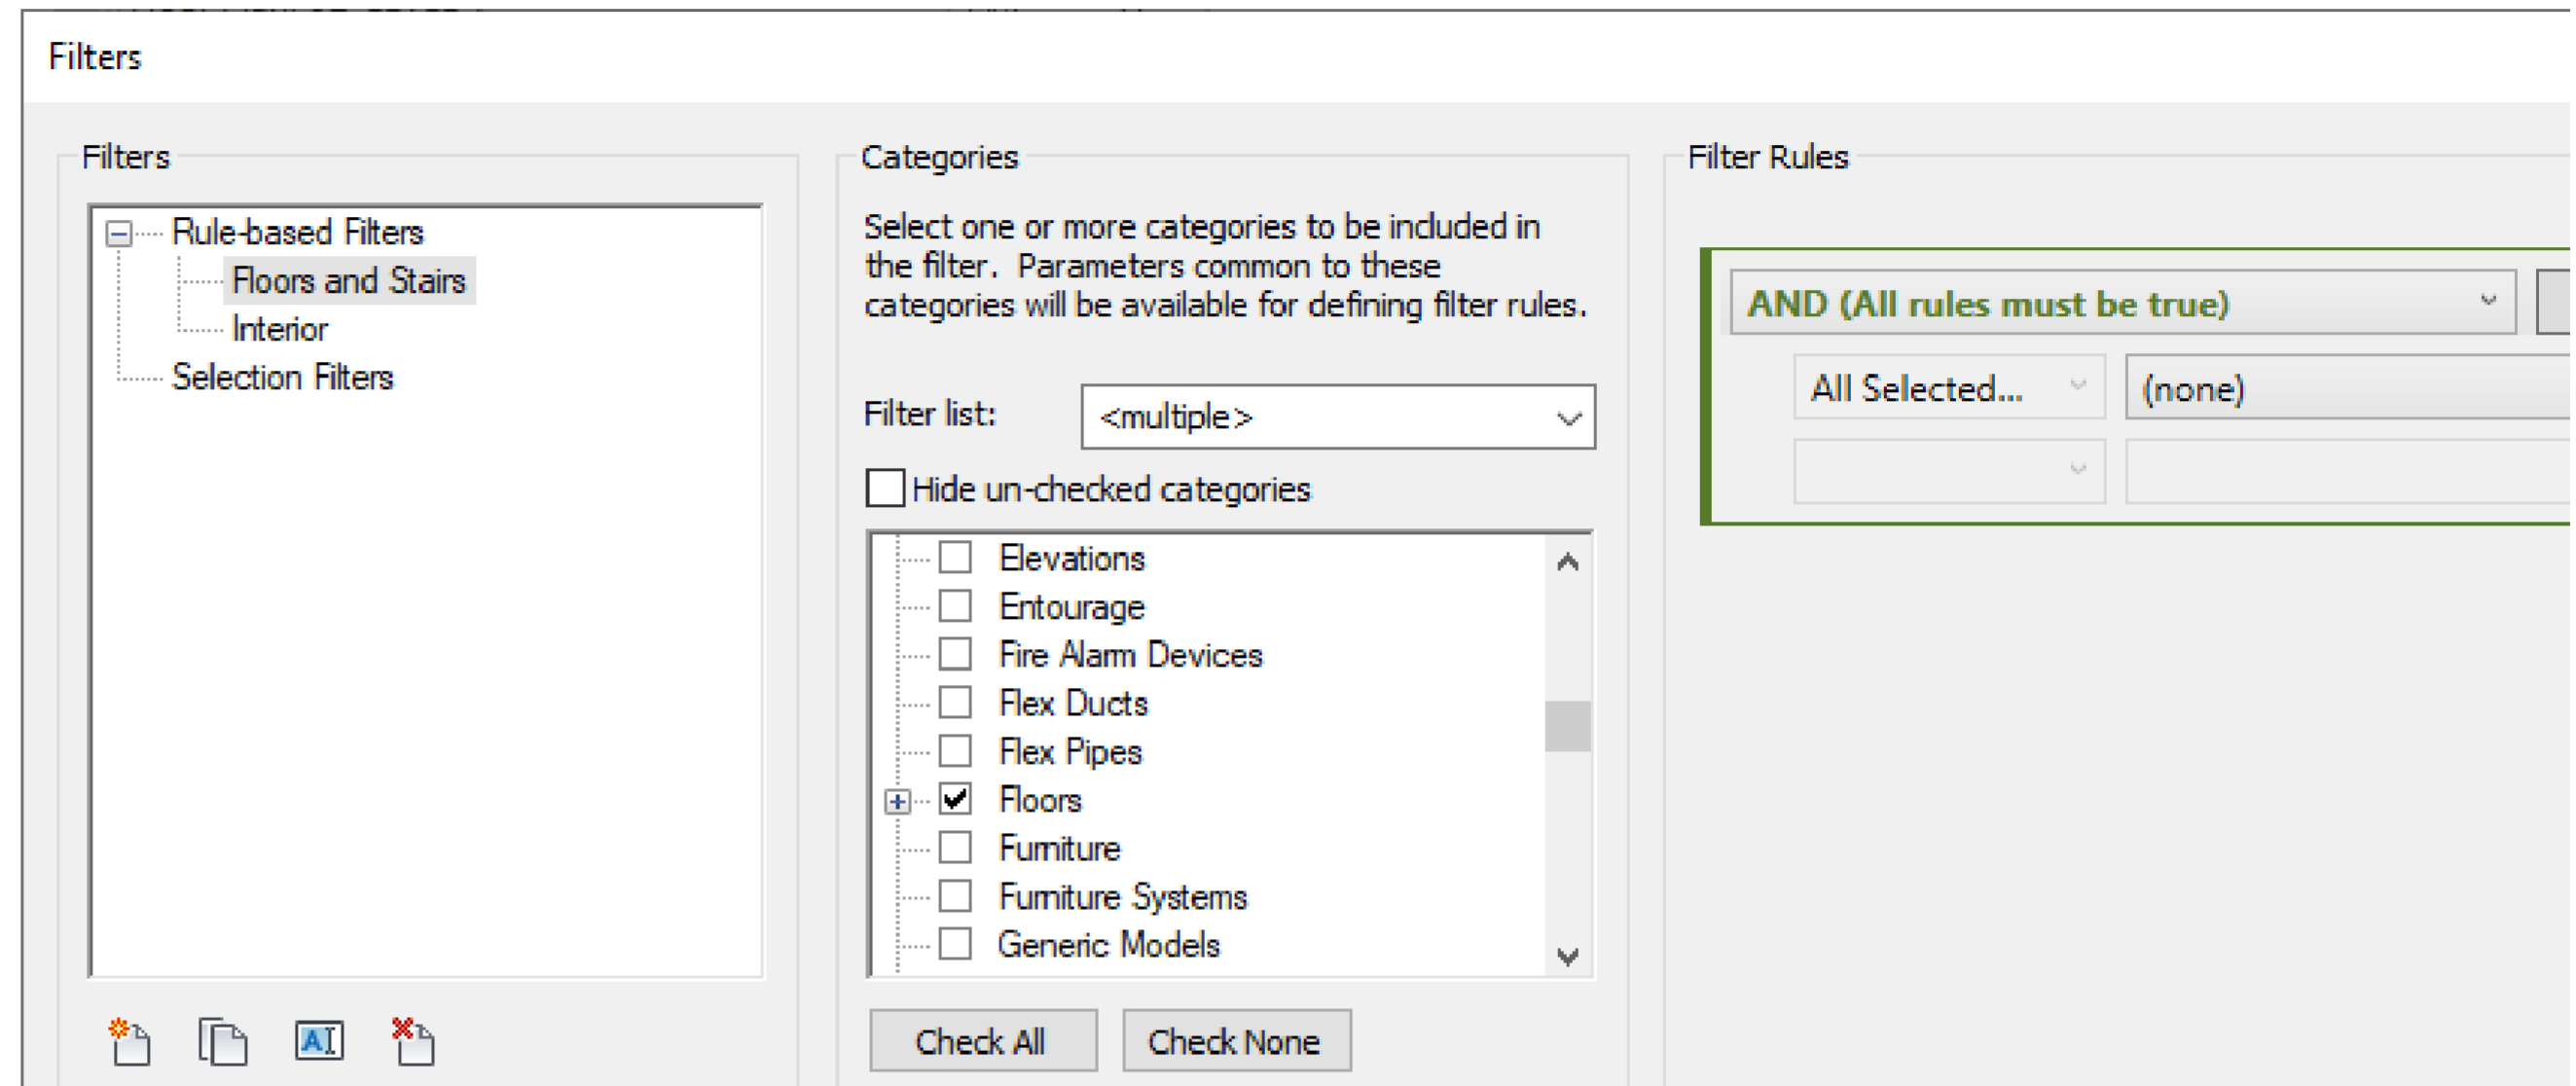 Filters
Filters
Rule-based Filters
Floors and Stairs
Interior
Selection Filters
Categories
Select one or more categories to be included in
the filter. Parameters common to these
categories will be available for defining filter rules.
Filter list: <multiple>
Hide un-checked categories
Elevations
Entourage
Fire Alarm Devices
Flex Ducts
Flex Pipes
Floors
Furniture
Furniture Systems
Generic Models
Check All Check None
Filter Rules
AND (All rules must be true)
All Selected... (none)